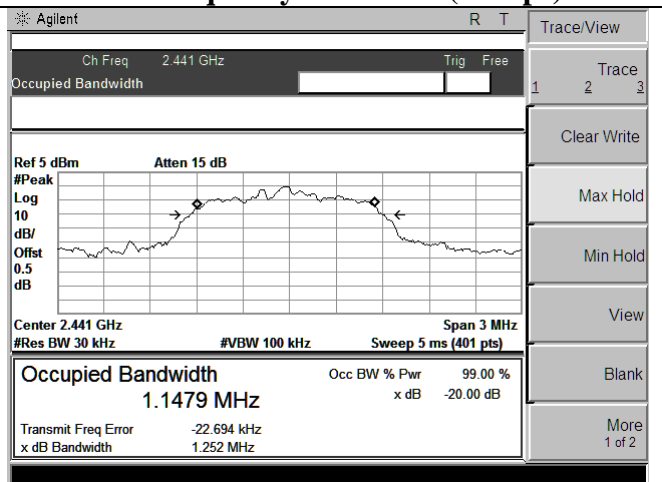 Agilent R T
Ch Freq 2.441 GHz Trig Free
Occupied Bandwidth
Ref 5 dBm Atten 15 dB
#Peak
Log
10
dB/
Offst
0.5
dB
Center 2.441 GHz Span 3 MHz
#Res BW 30 kHz #VBW 100 kHz Sweep 5 ms (401 pts)
Occupied Bandwidth Occ BW % Pwr 99.00 %
1.1479 MHz x dB -20.00 dB
Transmit Freq Error -22.694 kHz
x dB Bandwidth 1.252 MHz
Trace/View
Trace
1 2 3
Clear Write
Max Hold
Min Hold
View
Blank
More
1 of 2